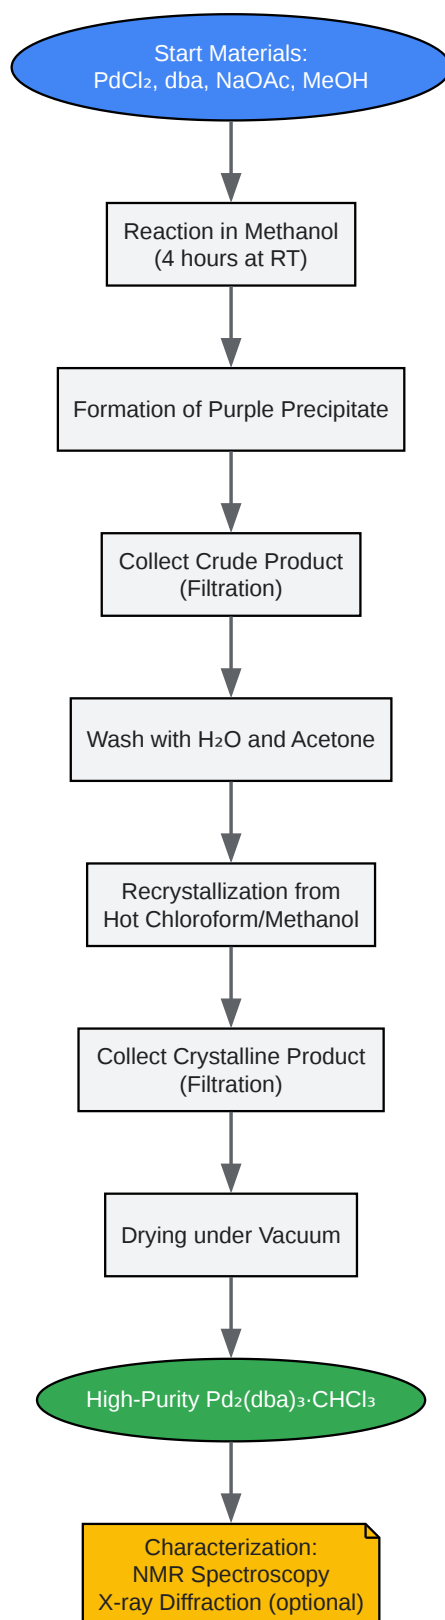 Start Materials:
PdCl₂, dba, NaOAc, MeOH
Reaction in Methanol
(4 hours at RT)
Formation of Purple Precipitate
Collect Crude Product
(Filtration)
Wash with H₂O and Acetone
Recrystallization from
Hot Chloroform/Methanol
Collect Crystalline Product
(Filtration)
Drying under Vacuum
High-Purity Pd₂(dba)₃·CHCl₃
Characterization:
NMR Spectroscopy
X-ray Diffraction (optional)